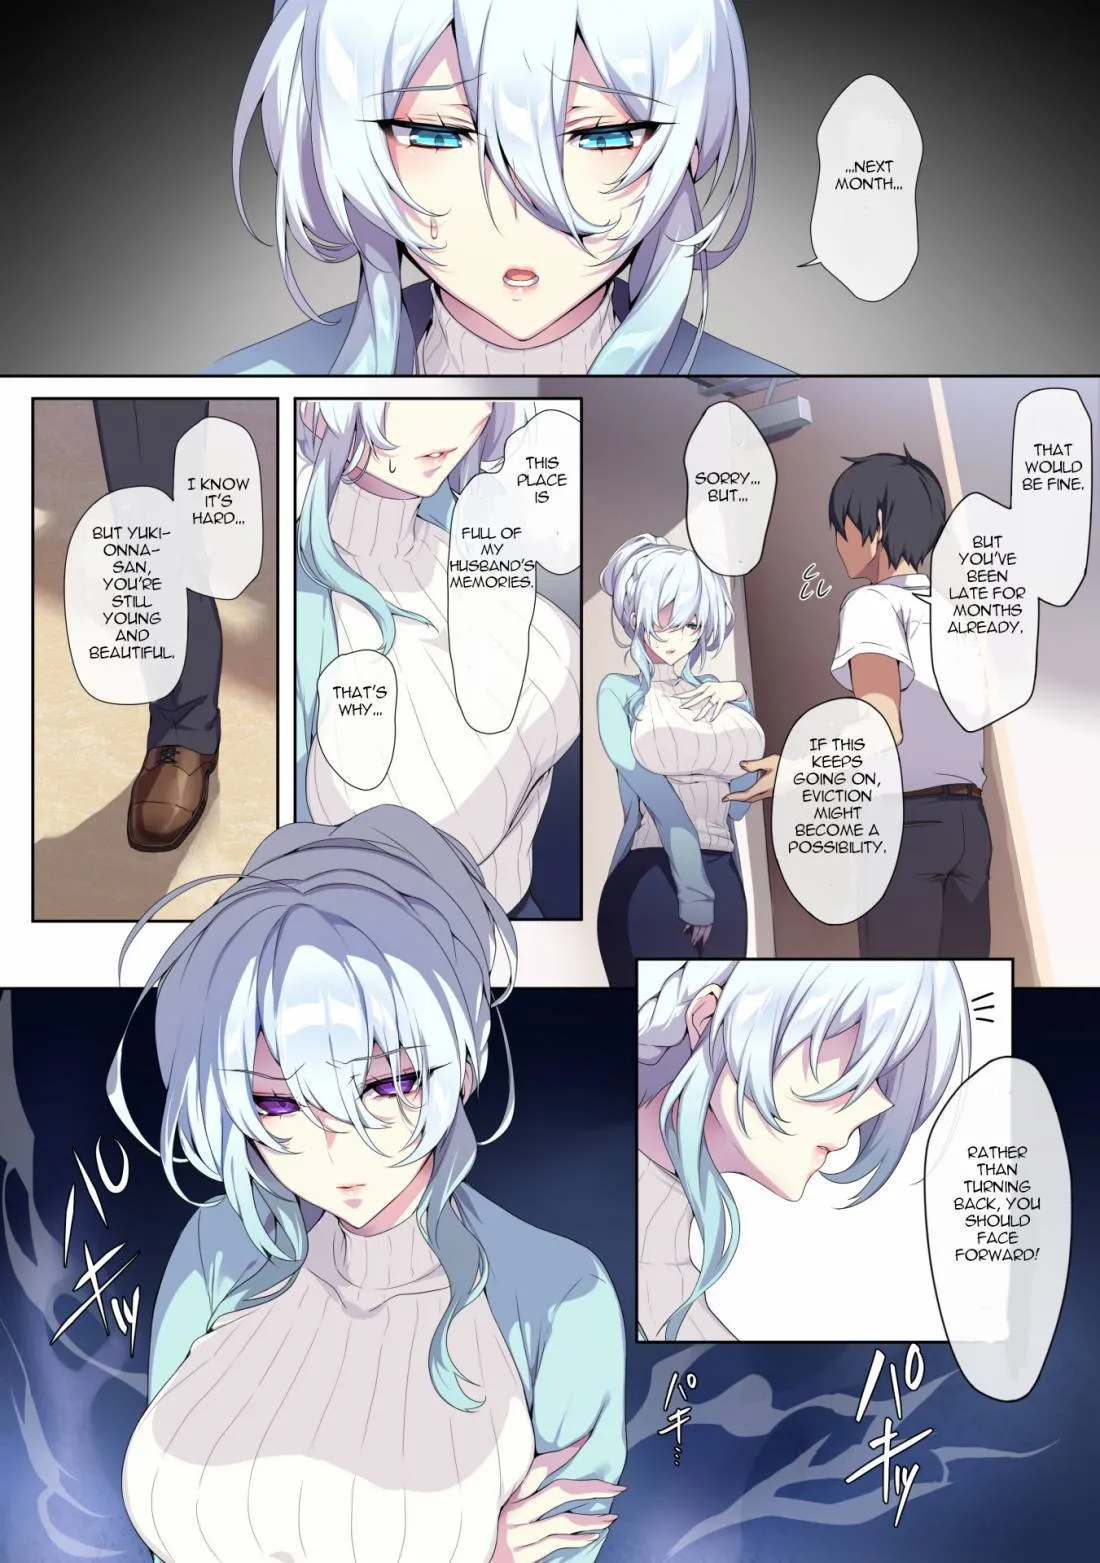 ...NEXT
MONTH...
THAT
WOULD
BE FINE.
BUT
YOU'VE
BEEN
LATE FOR
MONTHS
ALREADY.
SORRY...
BUT...
IF THIS
KEEPS
GOING ON,
EVICTION
MIGHT
BECOME A
POSSIBILITY.
THIS
PLACE
IS
FULL OF
MY
HUSBAND'S
MEMORIES.
THAT'S
WHY...
I KNOW
IT'S
HARD...
BUT YUKI-
ONNA-
SAN,
YOU'RE
STILL
YOUNG
AND
BEAUTIFUL.
RATHER
THAN
TURNING
BACK, YOU
SHOULD
FACE
FORWARD!
パキ
パキ…
パキ